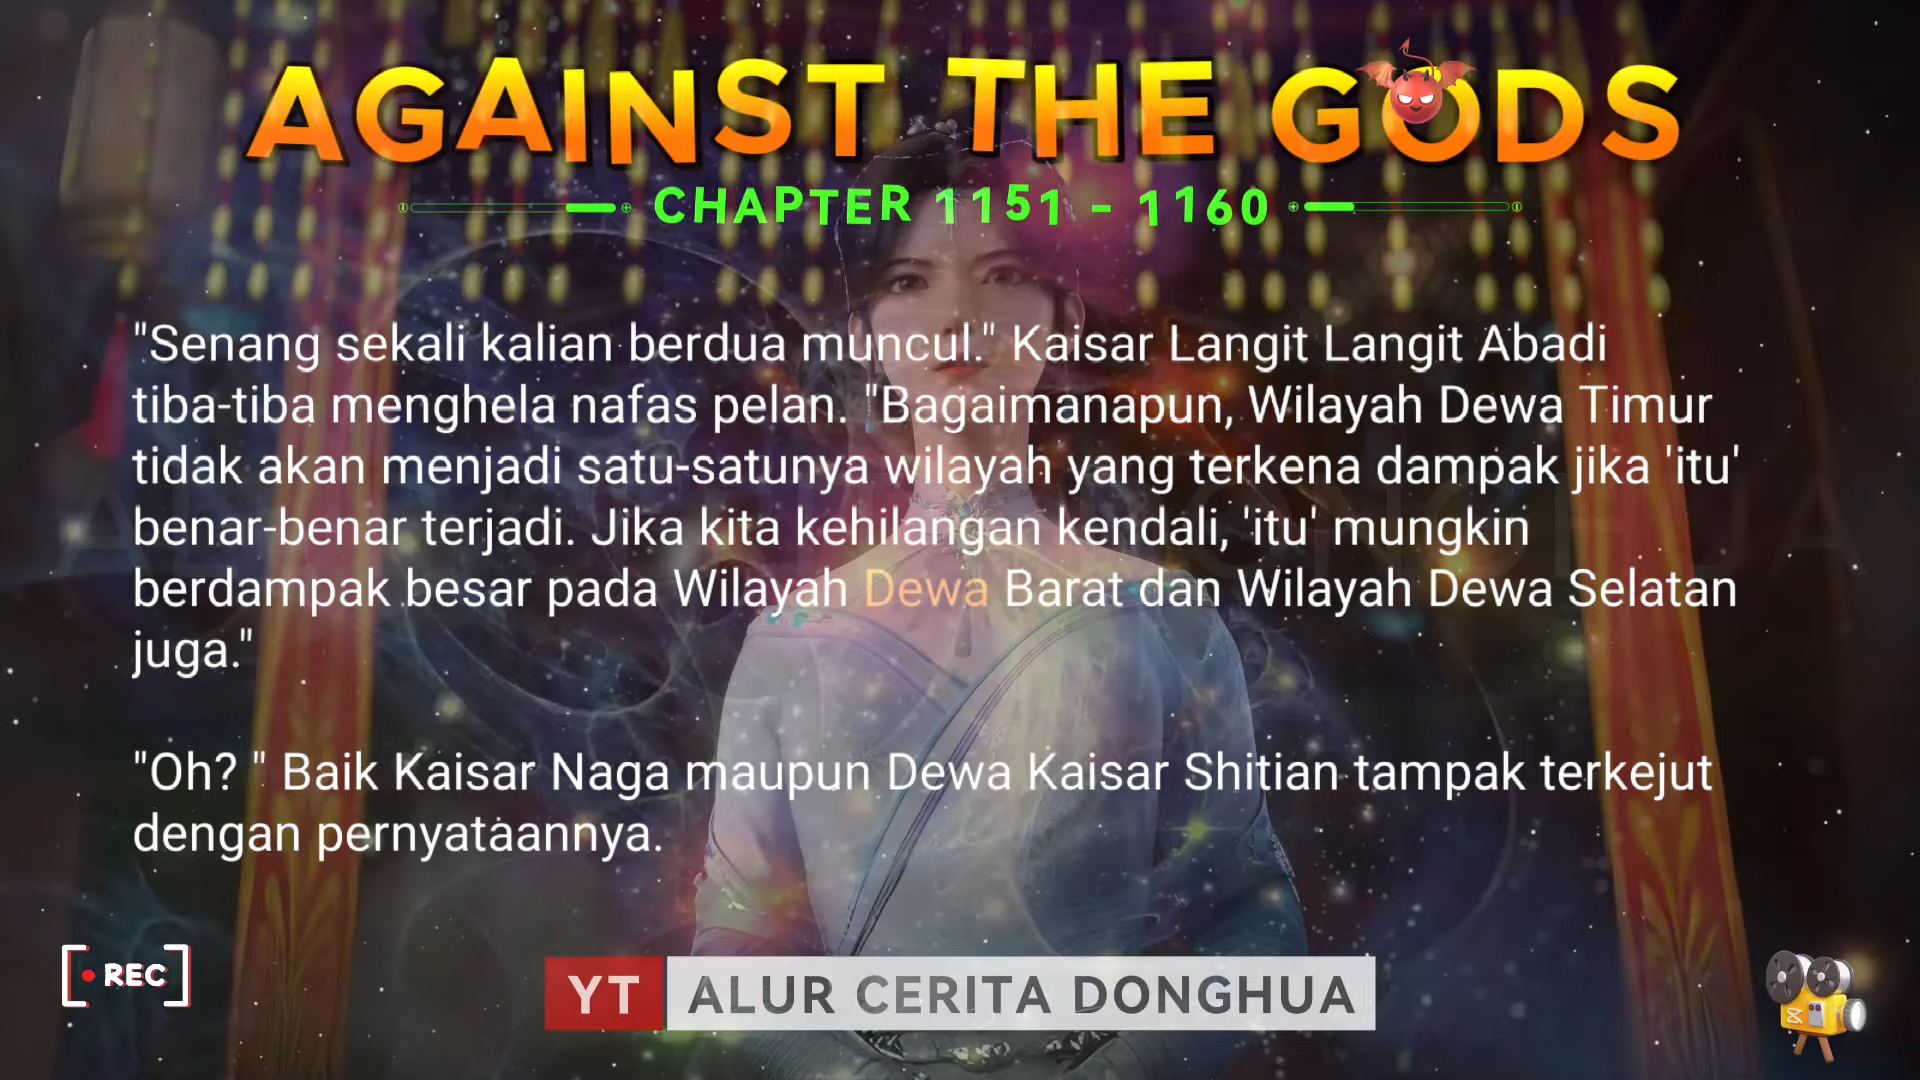 AGAINST THE GODS
CHAPTER 1151 - 1160
"Senang sekali kalian berdua muncul." Kaisar Langit Langit Abadi
tiba-tiba menghela nafas pelan. "Bagaimanapun, Wilayah Dewa Timur
tidak akan menjadi satu-satunya wilayah yang terkena dampak jika 'itu'
benar-benar terjadi. Jika kita kehilangan kendali, 'itu' mungkin
berdampak besar pada Wilayah Dewa Barat dan Wilayah Dewa Selatan
juga."
"Oh? " Baik Kaisar Naga maupun Dewa Kaisar Shitian tampak terkejut
dengan pernyataannya.
REC
YT ALUR CERITA DONGHUA